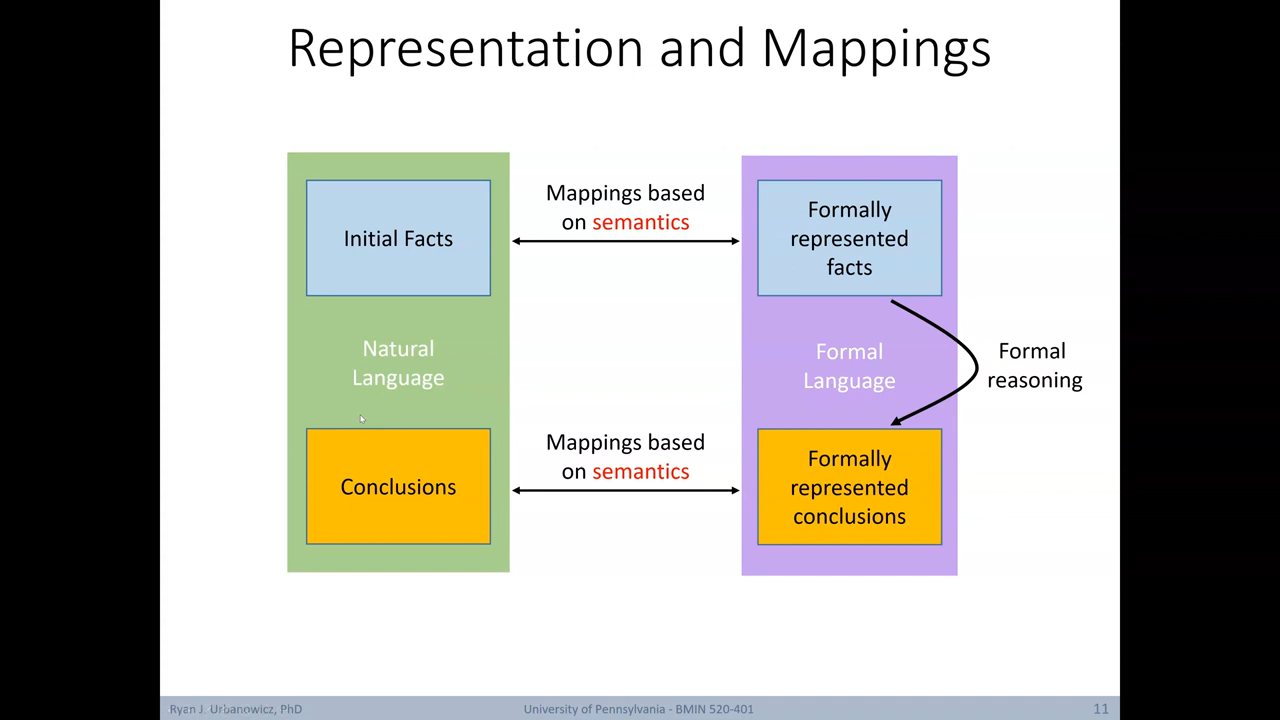 Representation and Mappings
Initial Facts
Mappings based
on semantics
Formally
represented
facts
Natural
Language
Formal
Language
Formal
reasoning
Conclusions
Mappings based
on semantics
Formally
represented
conclusions
Ryan J. Urbanowicz, PhD
University of Pennsylvania - BMIN 520-401
11